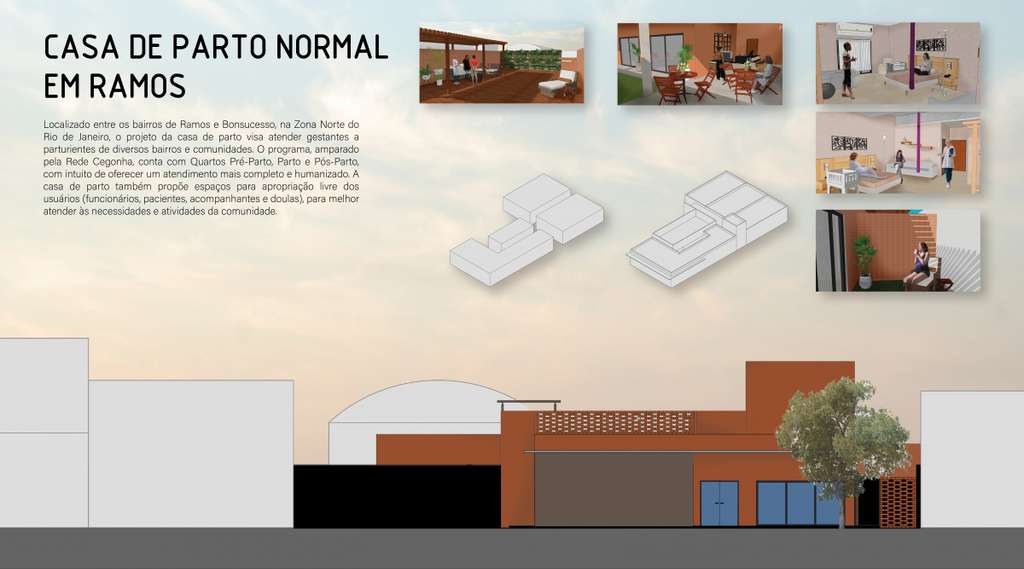 CASA DE PARTO NORMAL
EM RAMOS
Localizado entre os bairros de Ramos e Bonsucesso, na Zona Norte do
Rio de Janeiro, o projeto da casa de parto visa atender gestantes a
parturientes de diversos bairros e comunidades. O programa, amparado
pela Rede Cegonha, conta com Quartos Pré-Parto, Parto e Pós-Parto,
com intuito de oferecer um atendimento mais completo e humanizado. A
casa de parto também propõe espaços para apropriação livre dos
usuários (funcionários, pacientes, acompanhantes e doulas), para melhor
atender às necessidades e atividades da comunidade.